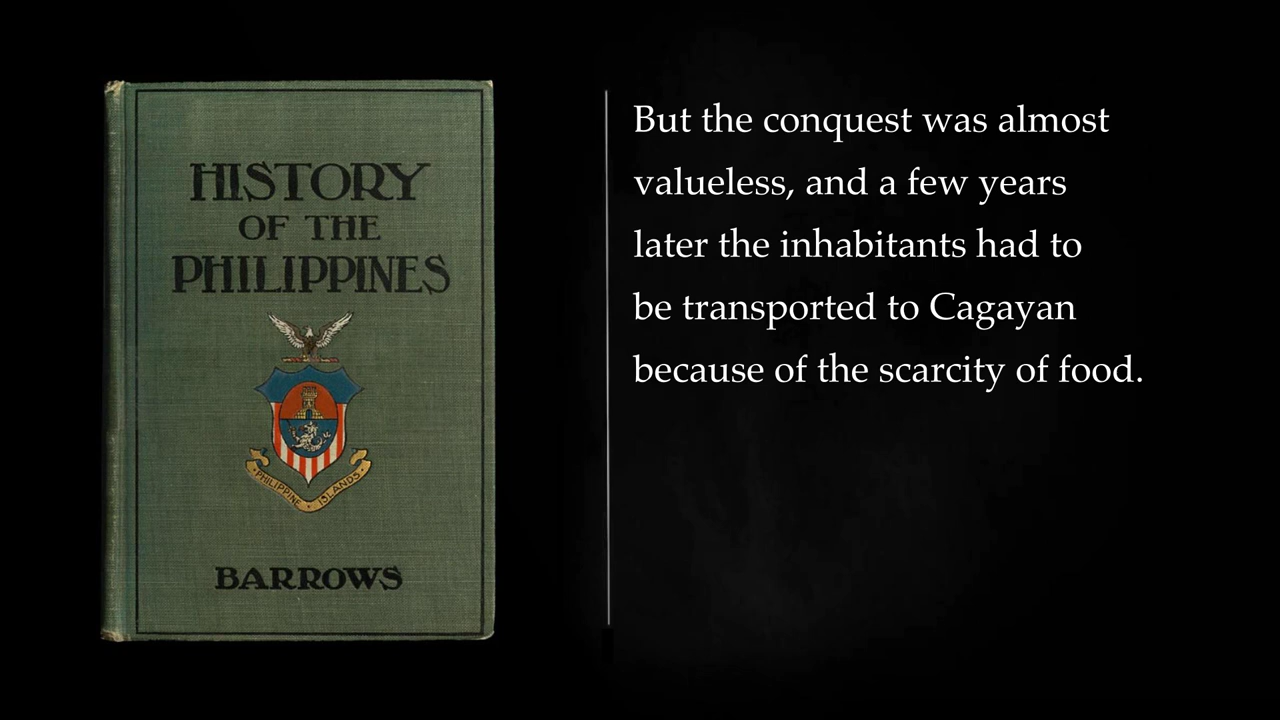 HISTORY
OF THE
PHILIPPINES
PHILIPPINE ISLANDS
BARROWS
But the conquest was almost
valueless, and a few years
later the inhabitants had to
be transported to Cagayan
because of the scarcity of food.